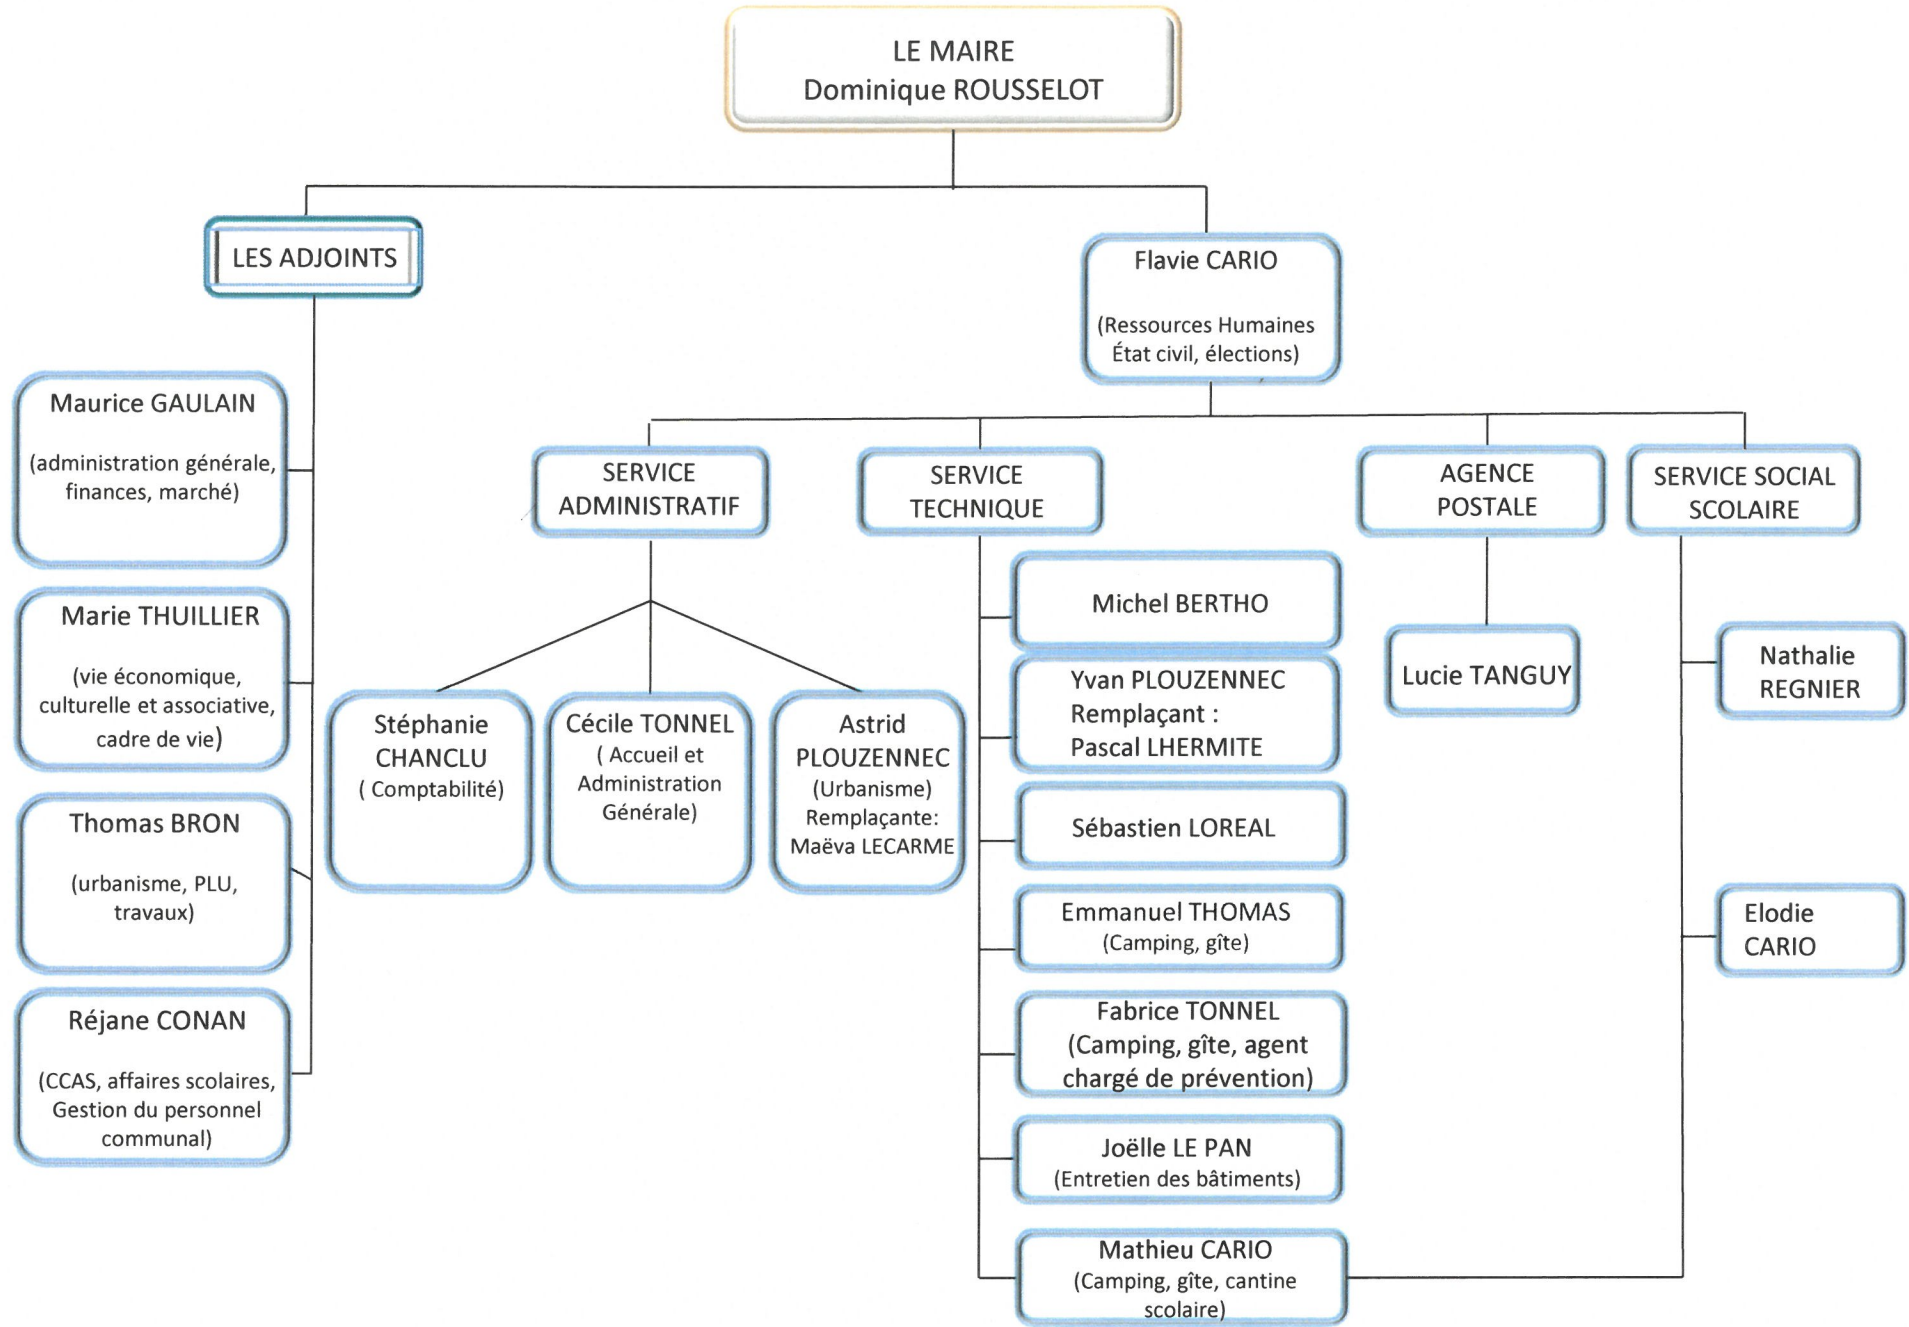 LE MAIRE
Dominique ROUSSELOT
LES ADJOINTS
Maurice GAULAIN
(administration générale,
finances, marché)
Marie THUILLIER
(vie économique,
culturelle et associative,
cadre de vie)
Thomas BRON
(urbanisme, PLU,
travaux)
Réjane CONAN
(CCAS, affaires scolaires,
Gestion du personnel
communal)
Flavie CARIO
(Ressources Humaines
État civil, élections)
SERVICE
ADMINISTRATIF
Stéphanie
CHANCLU
( Comptabilité)
Cécile TONNEL
( Accueil et
Administration
Générale)
Astrid
PLOUZENNEC
(Urbanisme)
Remplaçante:
Maëva LECARME
SERVICE
TECHNIQUE
Michel BERTHO
Yvan PLOUZENNEC
Remplaçant :
Pascal LHERMITE
Sébastien LOREAL
Emmanuel THOMAS
(Camping, gîte)
Fabrice TONNEL
(Camping, gîte, agent
chargé de prévention)
Joëlle LE PAN
(Entretien des bâtiments)
Mathieu CARIO
(Camping, gîte, cantine
scolaire)
AGENCE
POSTALE
Lucie TANGUY
SERVICE SOCIAL
SCOLAIRE
Nathalie
REGNIER
Elodie
CARIO